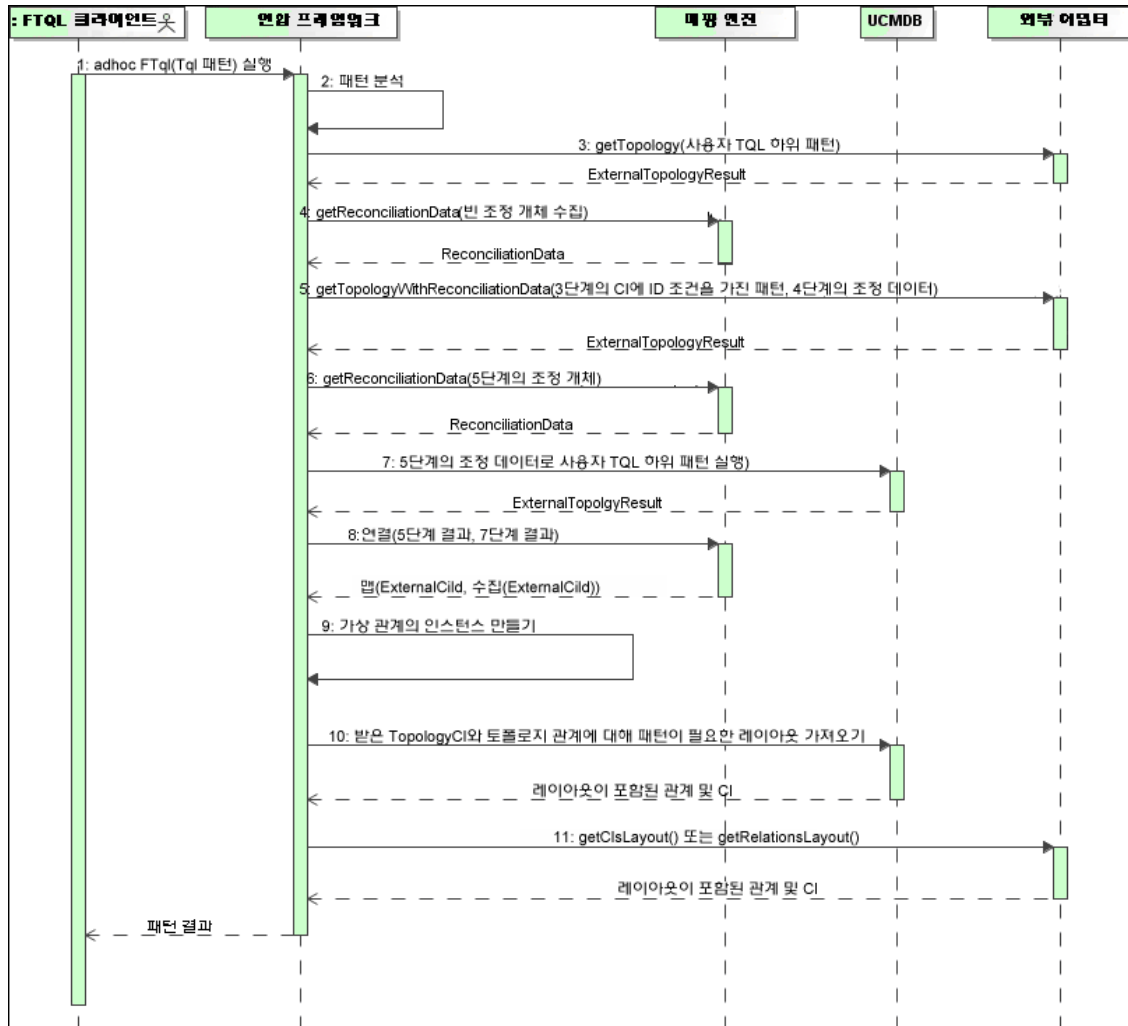 : FTQL 클라이언트
연합 프레임워크
매핑 엔진
UCMDB
외부 어댑터
1: adhoc FTql(Tql 패턴) 실행
2: 패턴 분석
3: getTopology(사용자 TQL 하위 패턴)
ExternalTopologyResult
4: getReconciliationData(빈 조정 개체 수집)
ReconciliationData
5: getTopologyWithReconciliationData(3단계의 CI에 ID 조건을 가진 패턴, 4단계의 조정 데이터)
ExternalTopologyResult
6: getReconciliationData(5단계의 조정 개체)
ReconciliationData
7: 5단계의 조정 데이터로 사용자 TQL 하위 패턴 실행)
ExternalTopolgyResult
8:연결(5단계 결과, 7단계 결과)
맵(ExternalCiId, 수집(ExternalCiId))
9: 가상 관계의 인스턴스 만들기
10: 받은 TopologyCI와 토폴로지 관계에 대해 패턴이 필요한 레이아웃 가져오기
레이아웃이 포함된 관계 및 CI
11: getCIsLayout() 또는 getRelationsLayout()
레이아웃이 포함된 관계 및 CI
패턴 결과